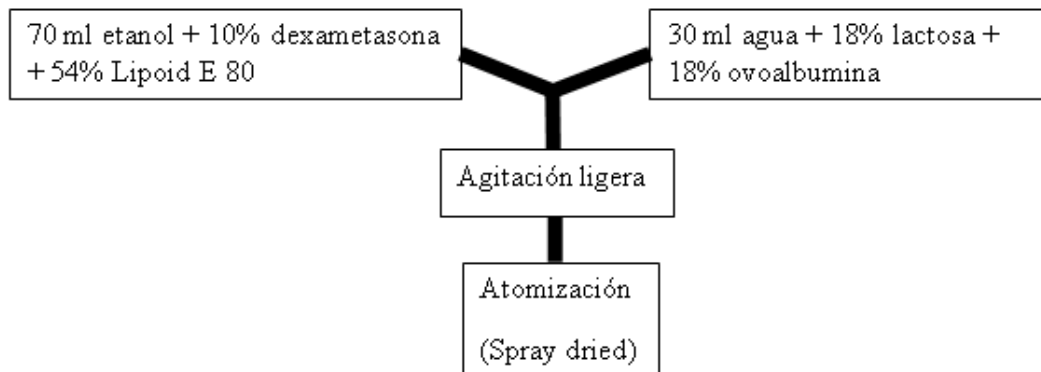 70 ml etanol + 10% dexametasona
+ 54% Lipoid E 80
30 ml agua + 18% lactosa +
18% ovoalbumina
Agitación ligera
Atomización
(Spray dried)